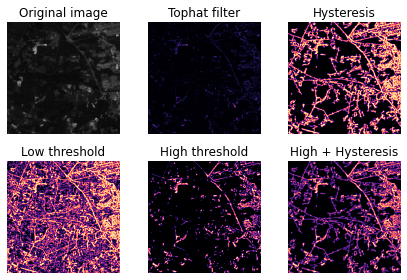 Original image
Tophat filter
Hysteresis
Low threshold
High threshold
High + Hysteresis